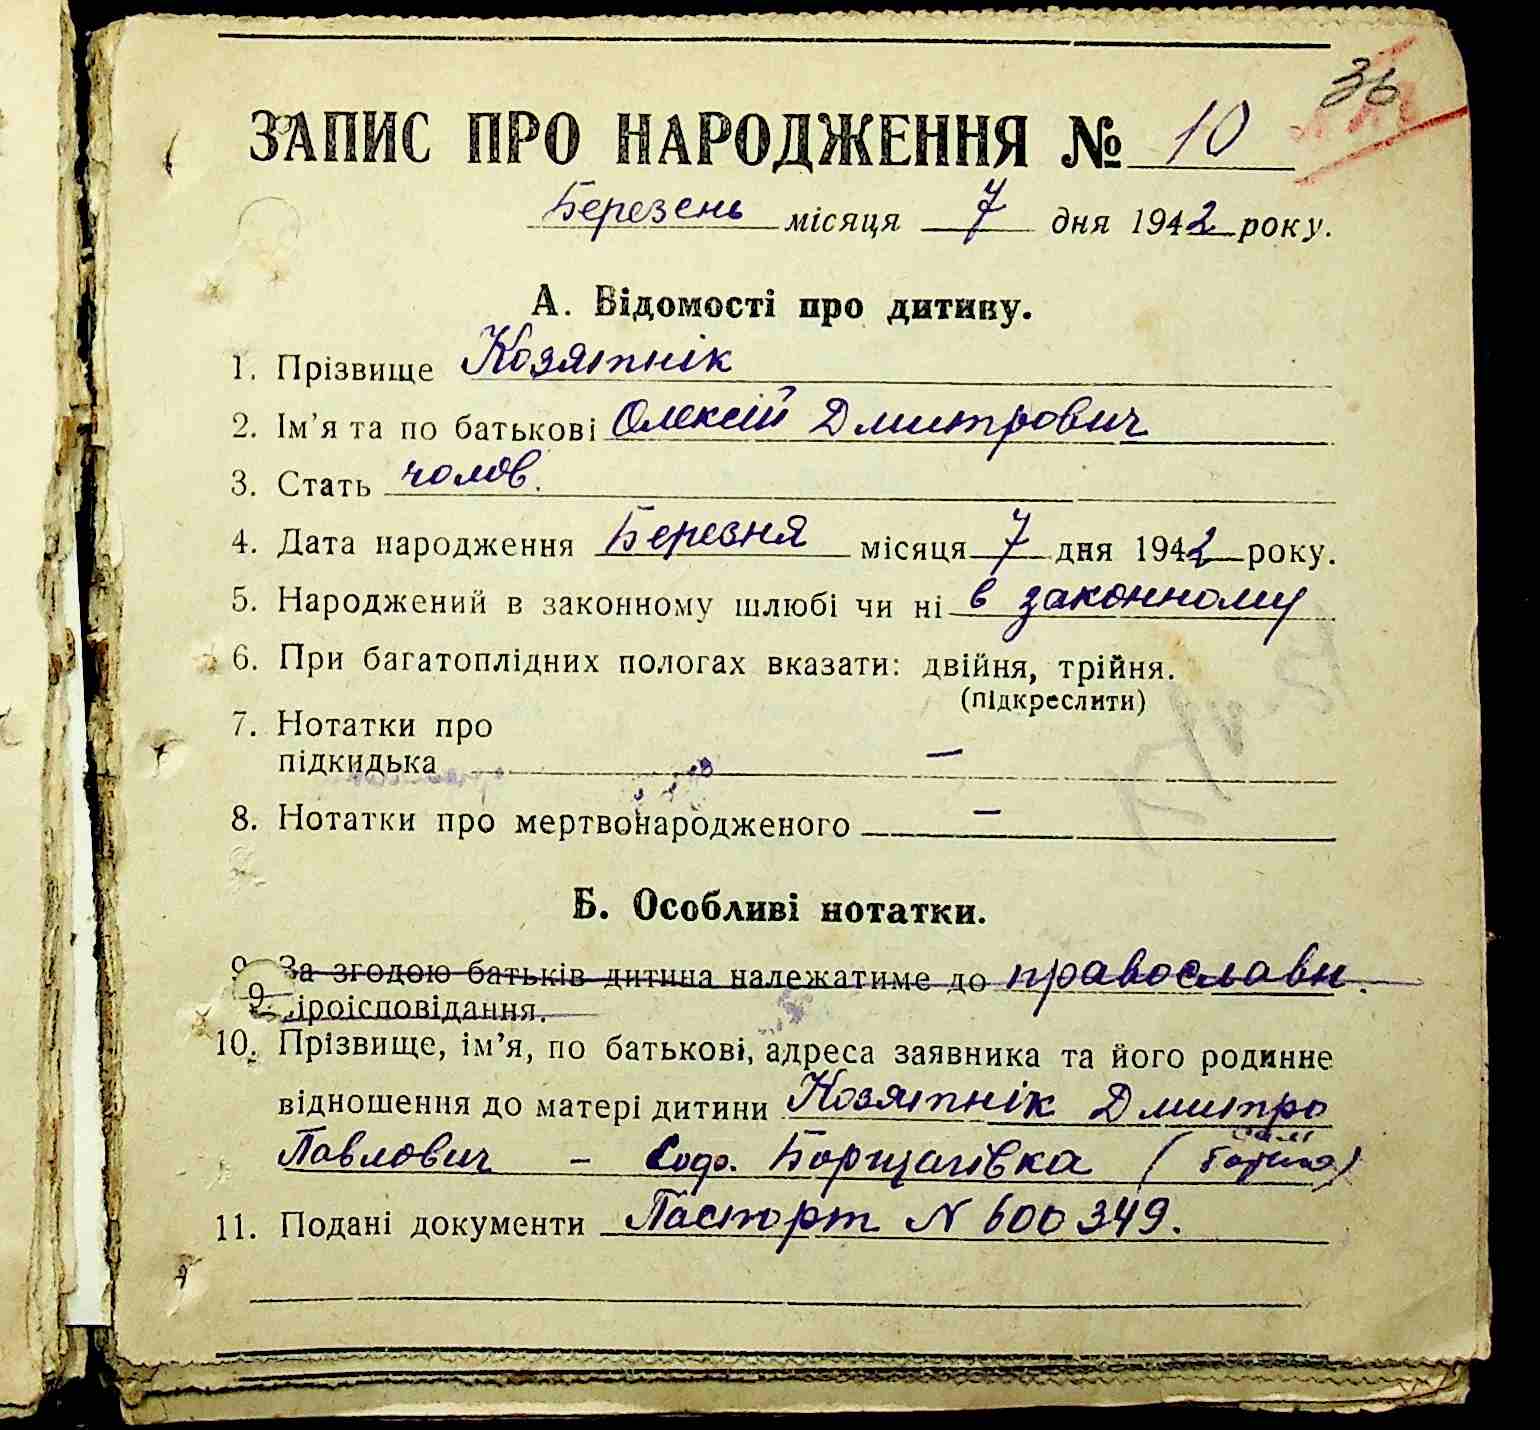 36
ЗАПИС ПРО НАРОДЖЕННЯ № 10
Березень місяця 7 дня 1942 року.
А. Відомості про дитину.
1. Прізвище Козятнік
2. Ім'я та по батькові Олексій Дмитрович
3. Стать чолов.
4. Дата народження Березня місяця 7 дня 1942 року.
5. Народжений в законному шлюбі чи ні в законному
6. При багатоплідних пологах вказати: двійня, трійня.
(підкреслити)
7. Нотатки про
підкидька —
8. Нотатки про мертвонародженого —
Б. Особливі нотатки.
9. За згодою батьків дитина належатиме до православн.
9 віроісповідання.
10. Прізвище, ім'я, по батькові, адреса заявника та його родинне
відношення до матері дитини Козятнік Дмитро
Павлович – Соф. Борщагівка (
11. Подані документи Паспорт N 600349.